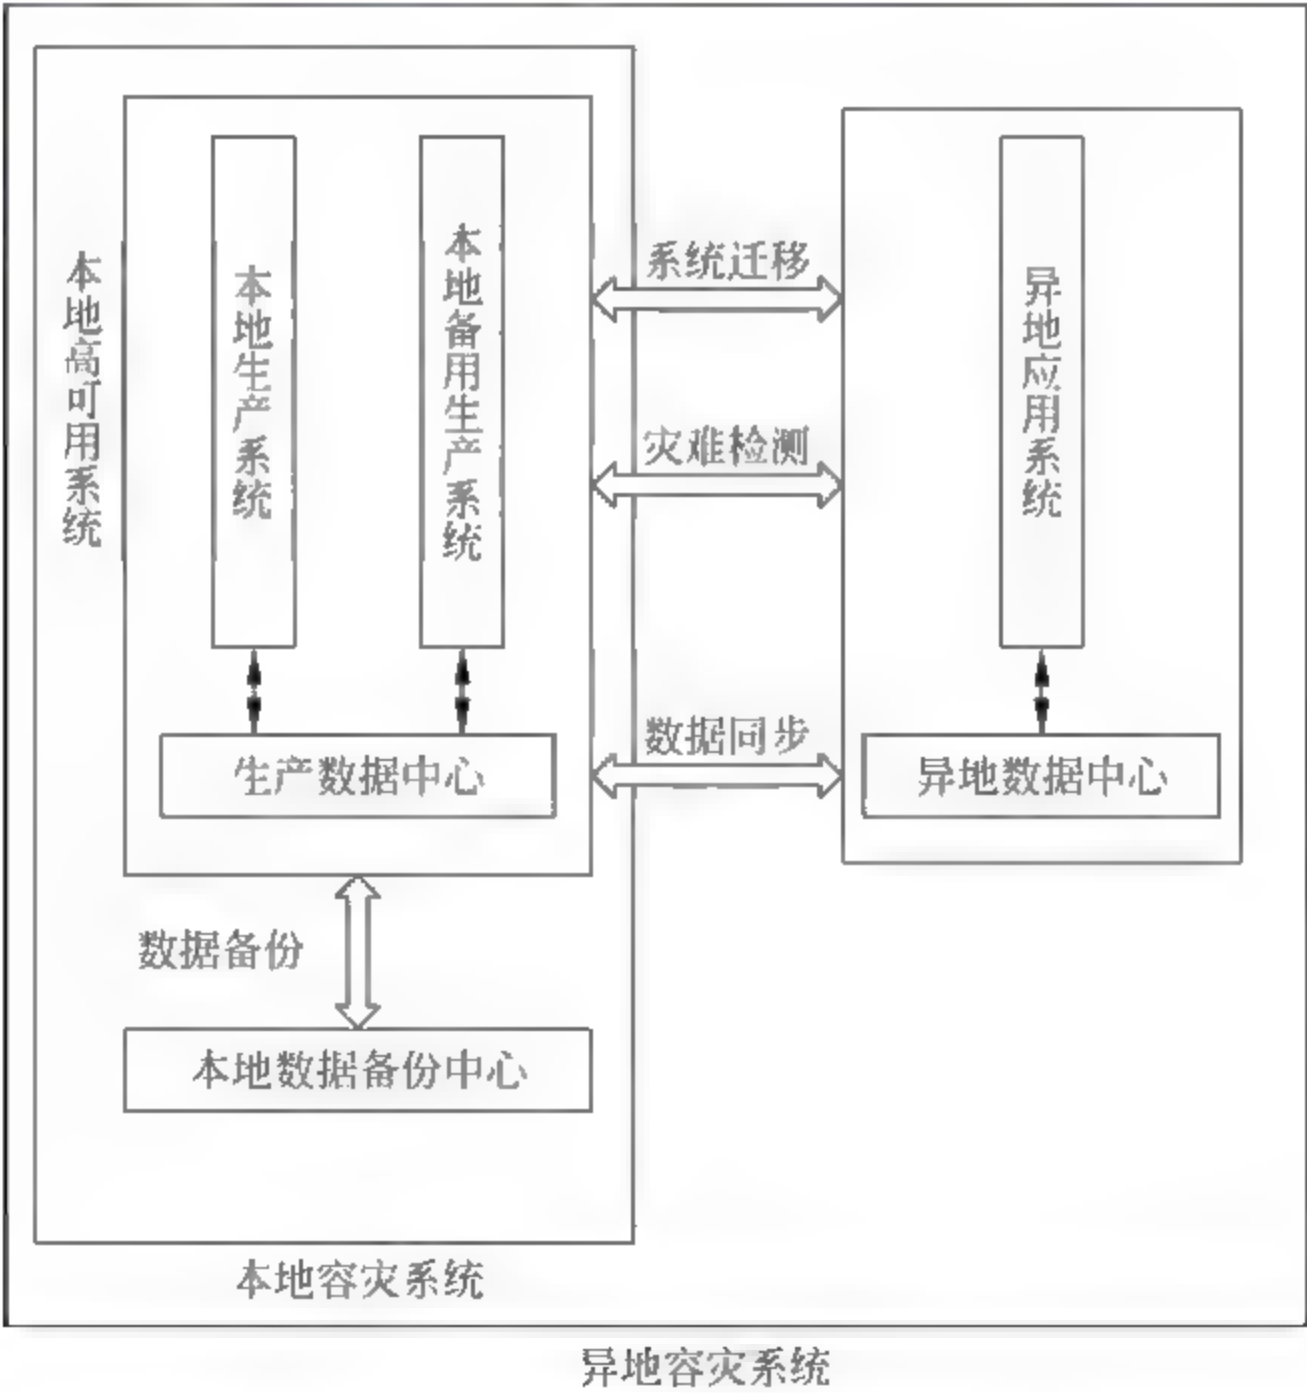 本地高可用系统
本地生产系统
本地备用生产系统
系统迁移
灾难检测
异地应用系统
生产数据中心
数据同步
异地数据中心
数据备份
本地数据备份中心
本地容灾系统
异地容灾系统